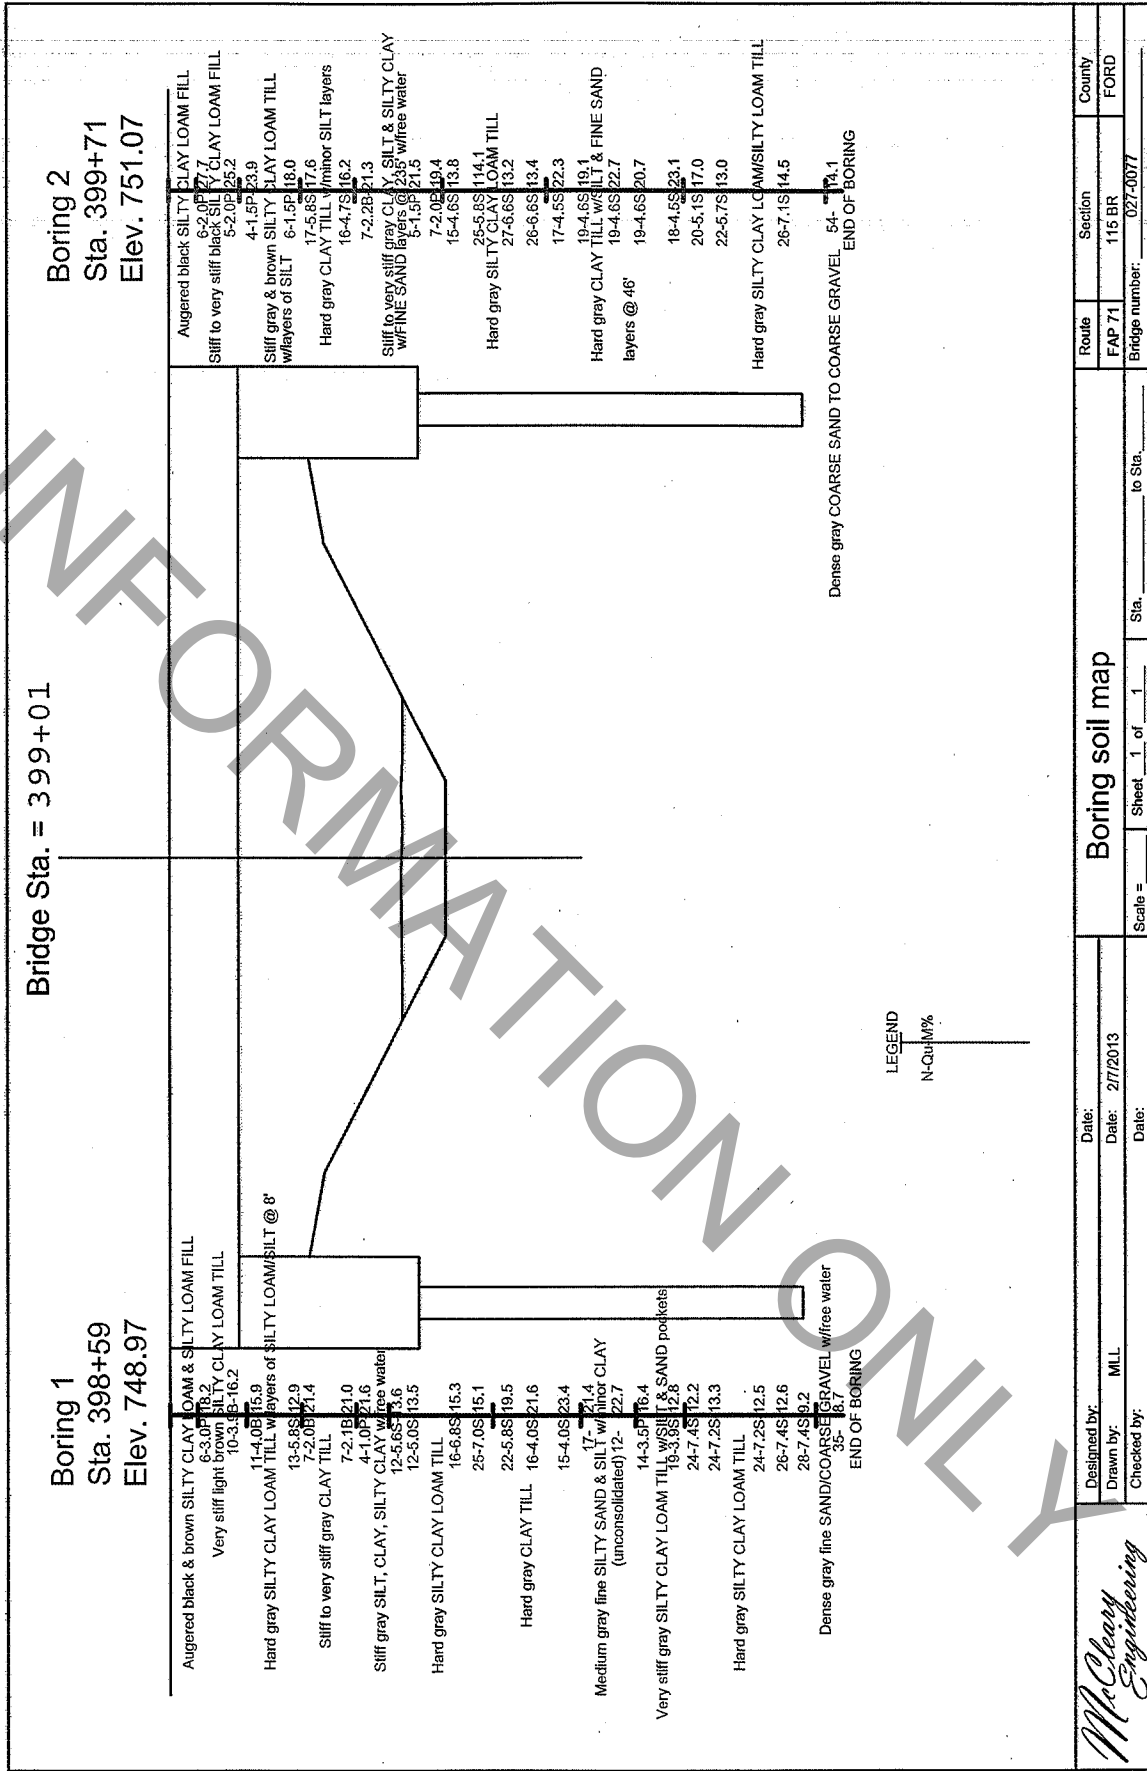 Bridge Sta. = 399+01
Boring 1
Sta. 398+59
Elev. 748.97
Augered black & brown SILTY CLAY LOAM & SILTY LOAM FILL
6-3.0P-18.2
Very stiff light brown SILTY CLAY LOAM TILL
10-3.9B-16.2
11-4.0B-15.9
Hard gray SILTY CLAY LOAM TILL w/layers of SILTY LOAM/SILT @ 8'
13-5.8S-12.9
7-2.0B-21.4
Stiff to very stiff gray CLAY TILL
7-2.1B-21.0
4-1.0P-21.6
Stiff gray SILT, CLAY, SILTY CLAY w/free water
12-5.6S-13.6
12-5.0S-13.5
Hard gray SILTY CLAY LOAM TILL
16-6.8S-15.3
25-7.0S-15.1
22-5.8S-19.5
Hard gray CLAY TILL
16-4.0S-21.6
15-4.0S-23.4
17- 21.4
Medium gray fine SILTY SAND & SILT w/minor CLAY
(unconsolidated) 12- 22.7
14-3.5P-16.4
Very stiff gray SILTY CLAY LOAM TILL w/SILT & SAND pockets
19-3.9S-12.8
24-7.4S-12.2
24-7.2S-13.3
Hard gray SILTY CLAY LOAM TILL
24-7.2S-12.5
26-7.4S-12.6
28-7.4S-9.2
Dense gray fine SAND/COARSE GRAVEL w/free water
35- 8.7
END OF BORING
Boring 2
Sta. 399+71
Elev. 751.07
Augered black SILTY CLAY LOAM FILL
6-2.0P-27.7
Stiff to very stiff black SILTY CLAY LOAM FILL
5-2.0P-25.2
4-1.5P-23.9
Stiff gray & brown SILTY CLAY LOAM TILL
w/layers of SILT
6-1.5P-18.0
17-5.8S-17.6
Hard gray CLAY TILL w/minor SILT layers
16-4.7S-16.2
7-2.2B-21.3
Stiff to very stiff gray CLAY, SILT & SILTY CLAY
w/FINE SAND layers @ 235' w/free water
5-1.5P-21.5
7-2.0P-19.4
15-4.6S-13.8
25-5.8S-114.1
Hard gray SILTY CLAY LOAM TILL
27-6.6S-13.2
26-6.6S-13.4
17-4.5S-22.3
19-4.6S-19.1
Hard gray CLAY TILL w/SILT & FINE SAND
19-4.6S-22.7
layers @ 46'
19-4.6S-20.7
18-4.5S-23.1
20-5.1S-17.0
22-5.7S-13.0
Hard gray SILTY CLAY LOAM/SILTY LOAM TILL
26-7.1S-14.5
Dense gray COARSE SAND TO COARSE GRAVEL 54- 14.1
END OF BORING
LEGEND
N-Qu-M%
INFORMATION ONLY
McCleary
Engineering
Designed by:
Date:
Drawn by: MLL
Date: 2/7/2013
Checked by:
Date:
Boring soil map
Scale =
Sheet 1 of 1
Sta. to Sta.
Route
Section
County
FAP 71
115 BR
FORD
Bridge number: 027-0077